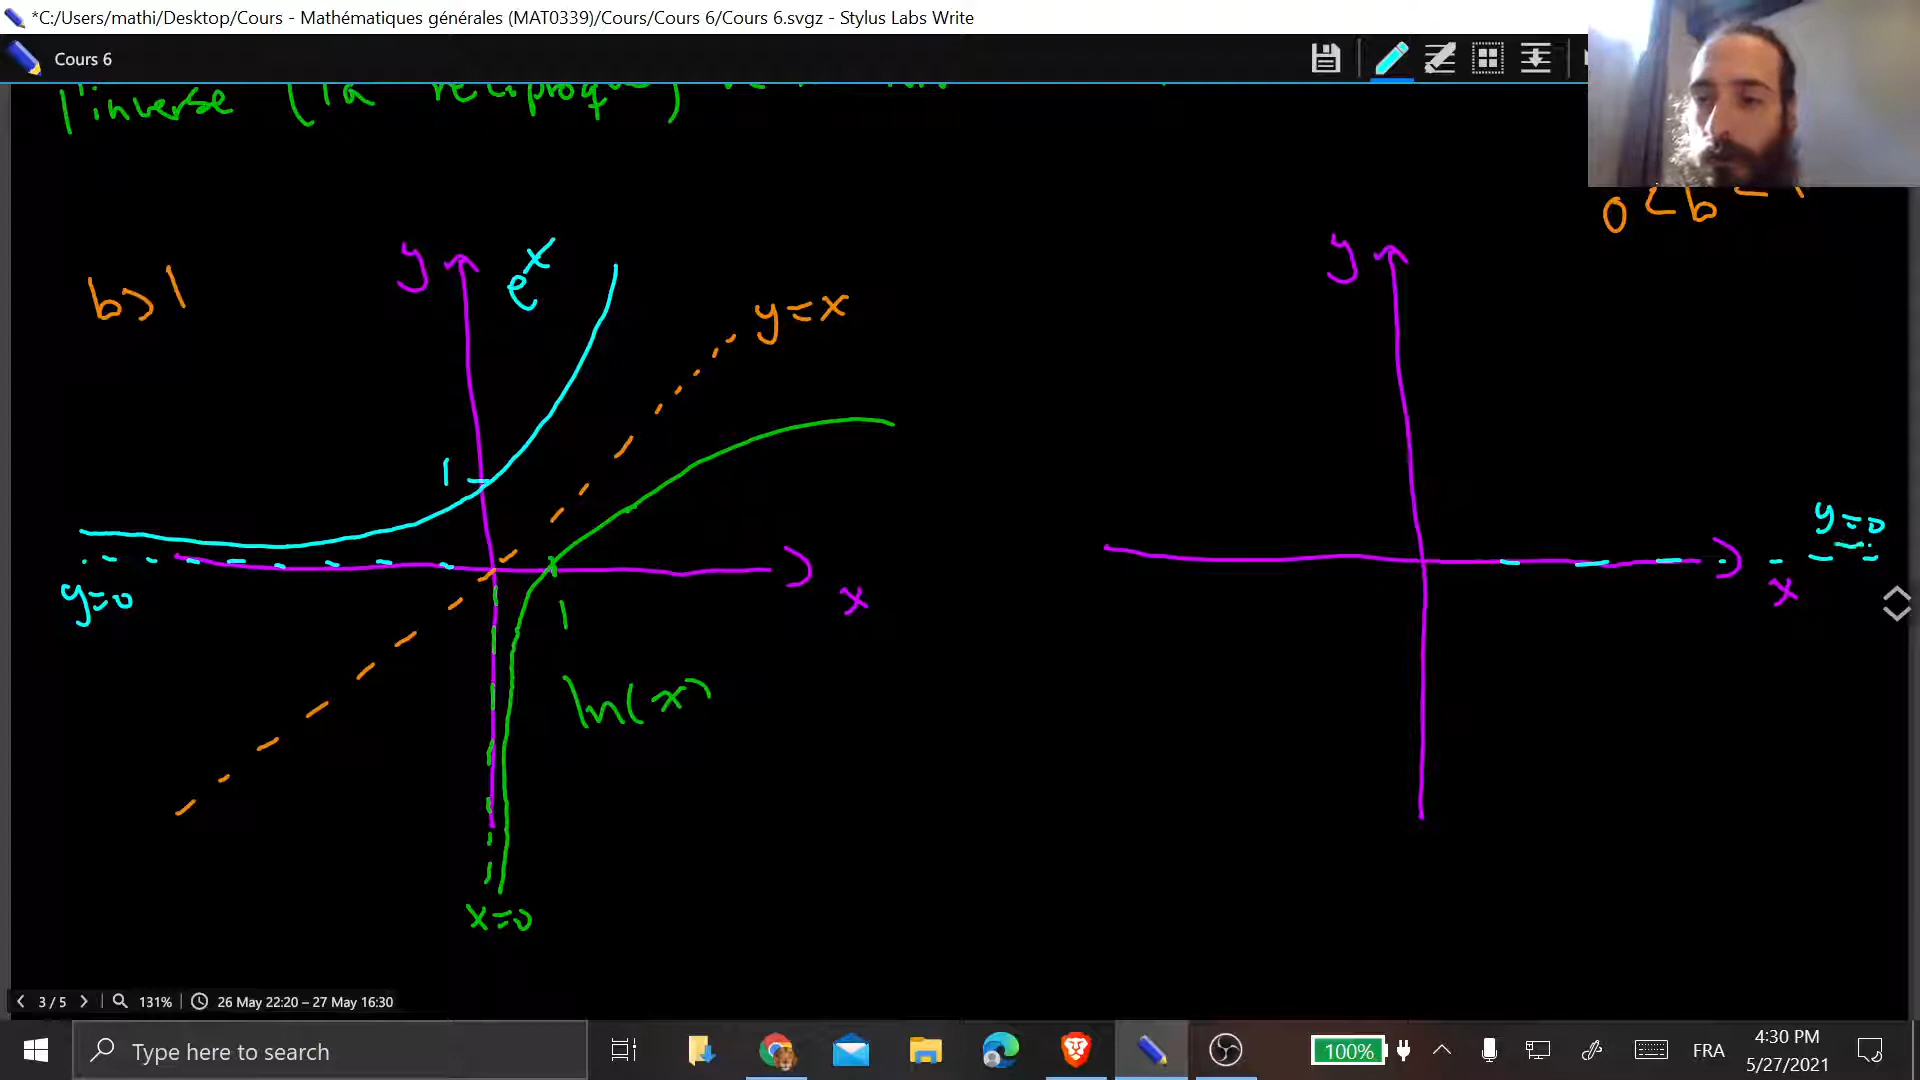 *C:/Users/mathi/Desktop/Cours - Mathématiques générales (MAT0339)/Cours/Cours 6/Cours 6.svgz - Stylus Labs Write
Cours 6
l'inverse (la réciproque)
0 < b < 1
b > 1
y
e^x
y = x
1
y = 0
x
1
ln(x)
x = 0
y
y = 0
x
3 / 5
131%
26 May 22:20 – 27 May 16:30
Type here to search
100%
FRA
4:30 PM
5/27/2021